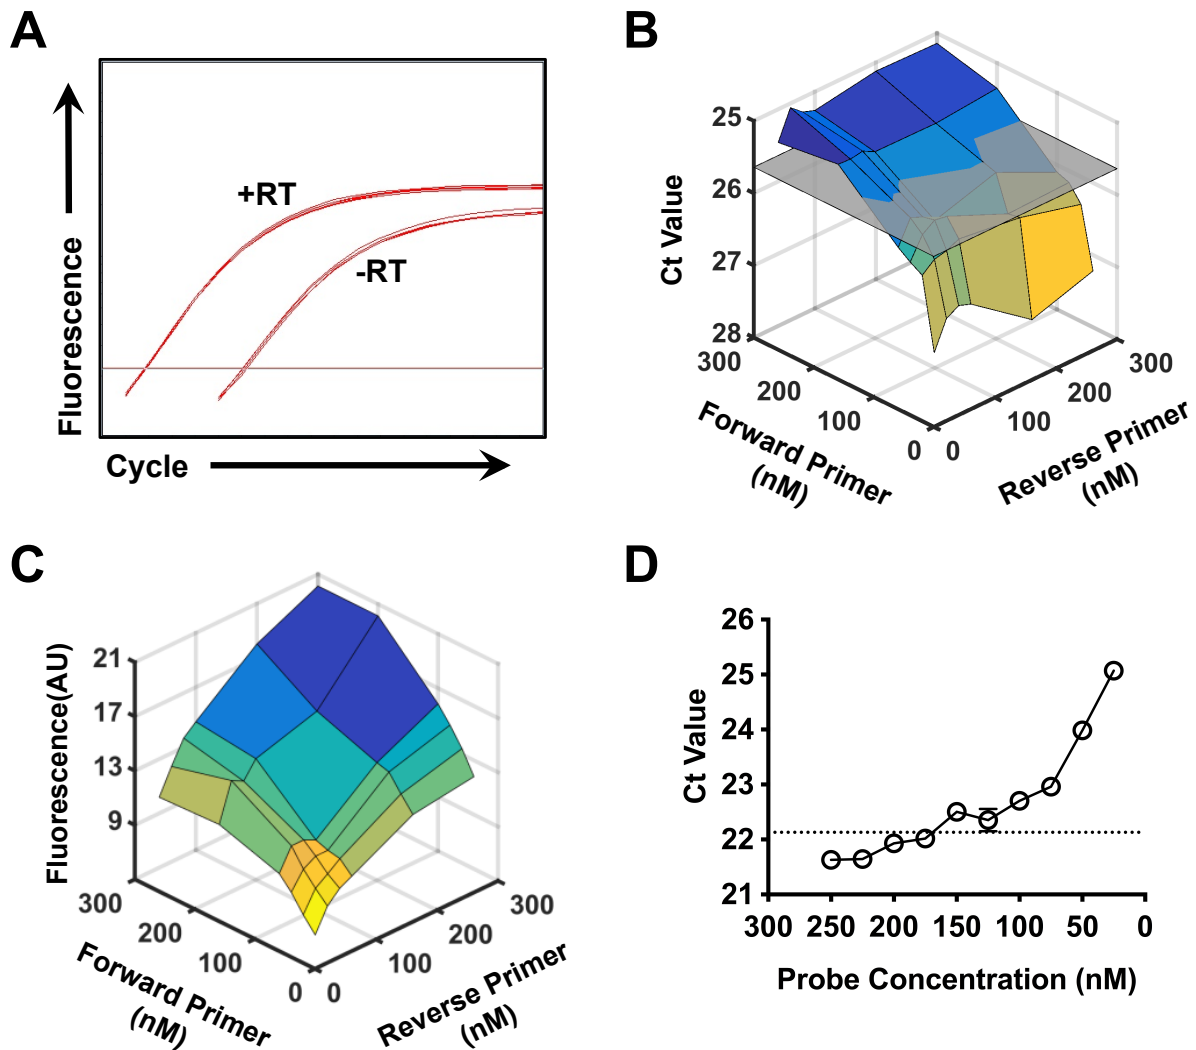 A
Fluorescence
+RT
-RT
Cycle
B
Ct Value
25
26
27
28
300
200
100
0
0
100
200
300
Forward Primer
(nM)
Reverse Primer
(nM)
C
Fluorescence(AU)
21
17
13
9
300
200
100
0
0
100
200
300
Forward Primer
(nM)
Reverse Primer
(nM)
D
Ct Value
26
25
24
23
22
21
300 250 200 150 100 50 0
Probe Concentration (nM)